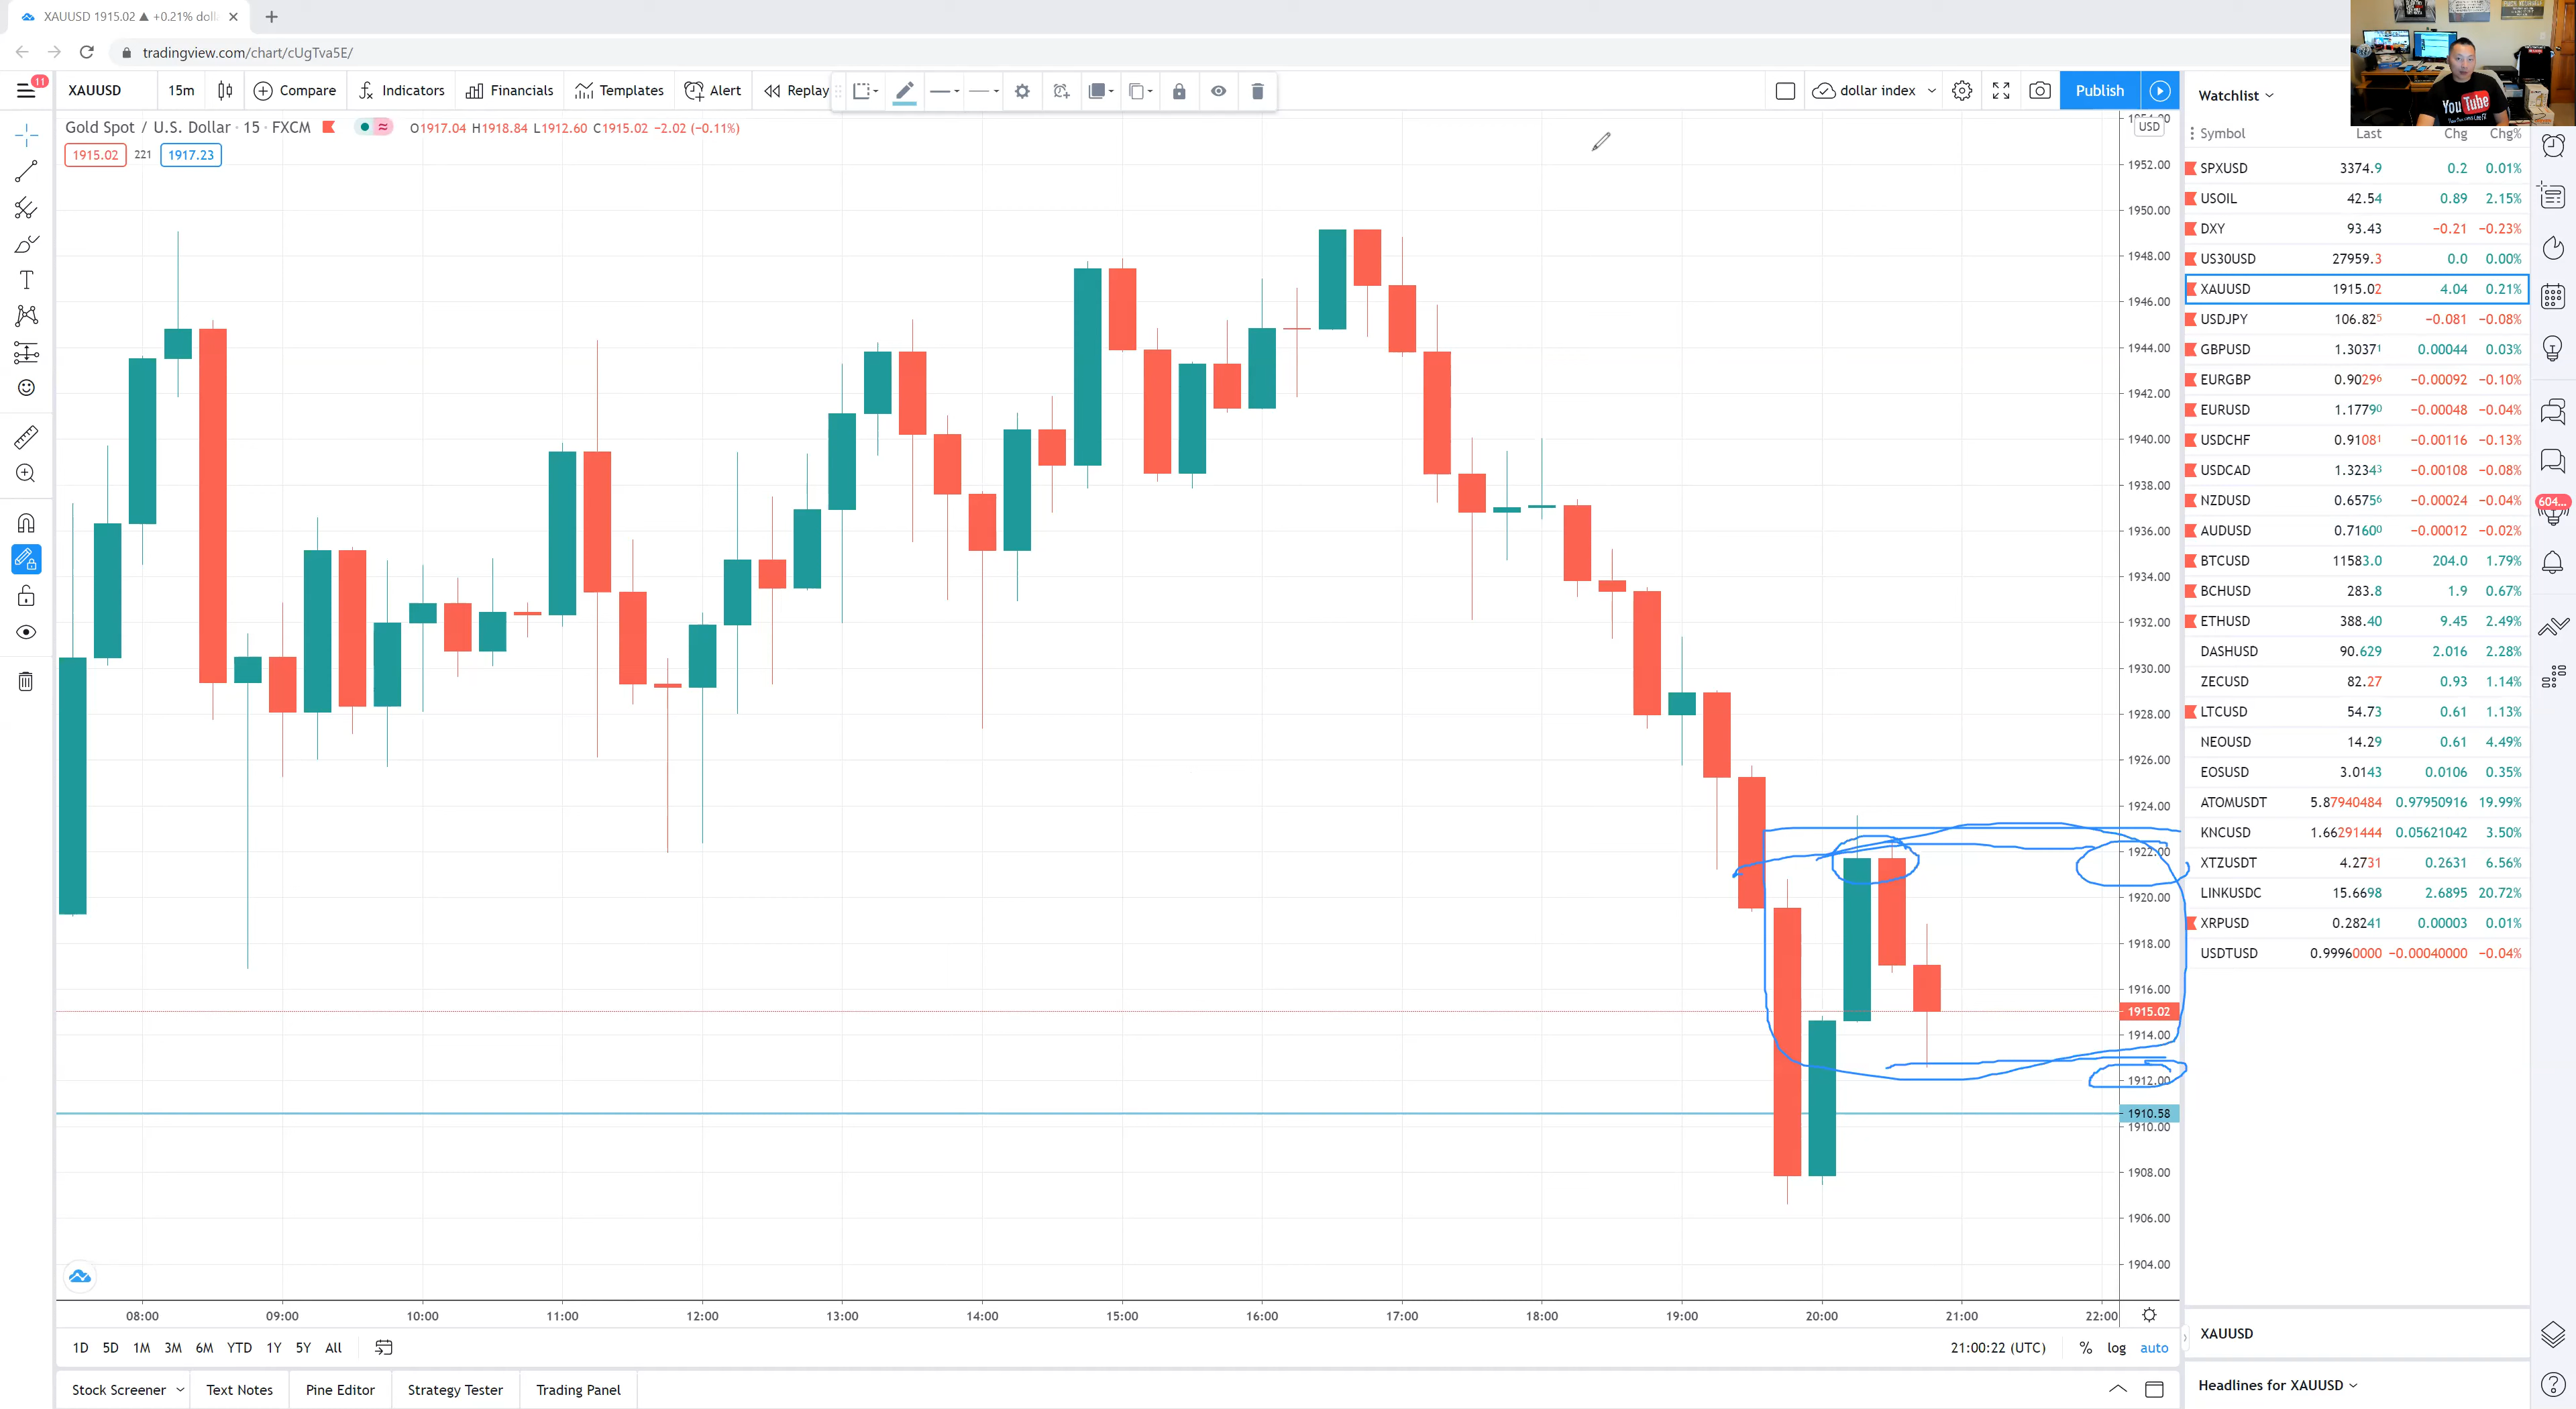 XAUUSD 1915.02 ▲ +0.21% doll
tradingview.com/chart/cUgTva5E/
11
XAUUSD 15m Compare Indicators Financials Templates Alert Replay dollar index Publish
Gold Spot / U.S. Dollar · 15 · FXCM O1917.04 H1918.84 L1912.60 C1915.02 −2.02 (−0.11%)
1915.02 221 1917.23
USD
1952.00
1950.00
1948.00
1946.00
1944.00
1942.00
1940.00
1938.00
1936.00
1934.00
1932.00
1930.00
1928.00
1926.00
1924.00
1922.00
1920.00
1918.00
1916.00
1915.02
1914.00
1912.00
1910.58
1910.00
1908.00
1906.00
1904.00
08:00 09:00 10:00 11:00 12:00 13:00 14:00 15:00 16:00 17:00 18:00 19:00 20:00 21:00 22:00
1D 5D 1M 3M 6M YTD 1Y 5Y All 21:00:22 (UTC) % log auto
Stock Screener Text Notes Pine Editor Strategy Tester Trading Panel
You Tube
Watchlist
Symbol Last Chg Chg%
SPXUSD 3374.9 0.2 0.01%
USOIL 42.54 0.89 2.15%
DXY 93.43 −0.21 −0.23%
US30USD 27959.3 0.0 0.00%
XAUUSD 1915.02 4.04 0.21%
USDJPY 106.825 −0.081 −0.08%
GBPUSD 1.30371 0.00044 0.03%
EURGBP 0.90296 −0.00092 −0.10%
EURUSD 1.17790 −0.00048 −0.04%
USDCHF 0.91081 −0.00116 −0.13%
USDCAD 1.32343 −0.00108 −0.08%
NZDUSD 0.65756 −0.00024 −0.04%
AUDUSD 0.71600 −0.00012 −0.02%
BTCUSD 11583.0 204.0 1.79%
BCHUSD 283.8 1.9 0.67%
ETHUSD 388.40 9.45 2.49%
DASHUSD 90.629 2.016 2.28%
ZECUSD 82.27 0.93 1.14%
LTCUSD 54.73 0.61 1.13%
NEOUSD 14.29 0.61 4.49%
EOSUSD 3.0143 0.0106 0.35%
ATOMUSDT 5.87940484 0.97950916 19.99%
KNCUSD 1.66291444 0.05621042 3.50%
XTZUSDT 4.2731 0.2631 6.56%
LINKUSDC 15.6698 2.6895 20.72%
XRPUSD 0.28241 0.00003 0.01%
USDTUSD 0.99960000 −0.00040000 −0.04%
604...
XAUUSD
Headlines for XAUUSD